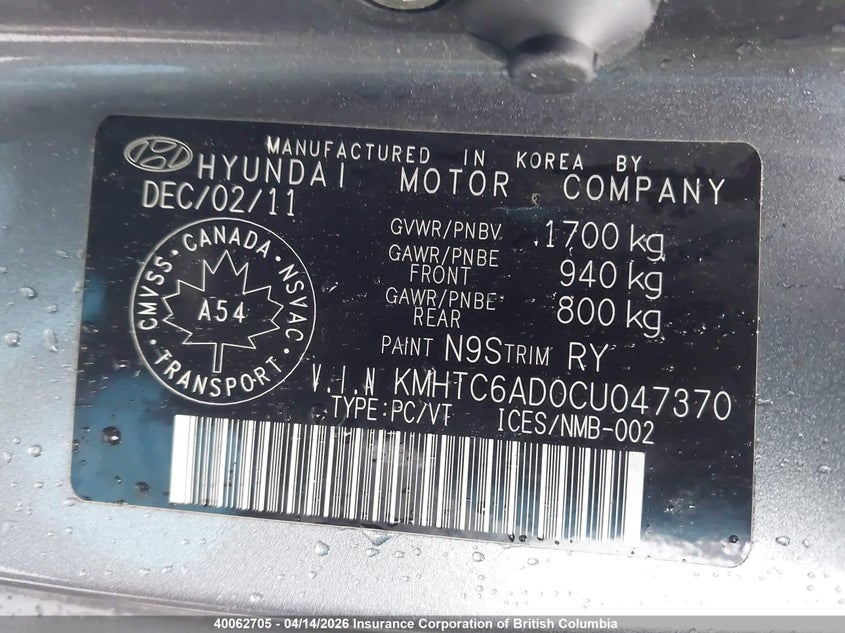 MANUFACTURED IN KOREA BY
HYUNDAI MOTOR COMPANY
DEC/02/11
GVWR/PNBV 1700 kg
GAWR/PNBE FRONT 940 kg
GAWR/PNBE REAR 800 kg
PAINT N9S TRIM RY
CANADA · NSVAC · TRANSPORT · CMVSS ·
A54
V.I.N KMHTC6AD0CU047370
TYPE:PC/VT ICES/NMB-002
40062705 - 04/14/2026 - Insurance Corporation of British Columbia